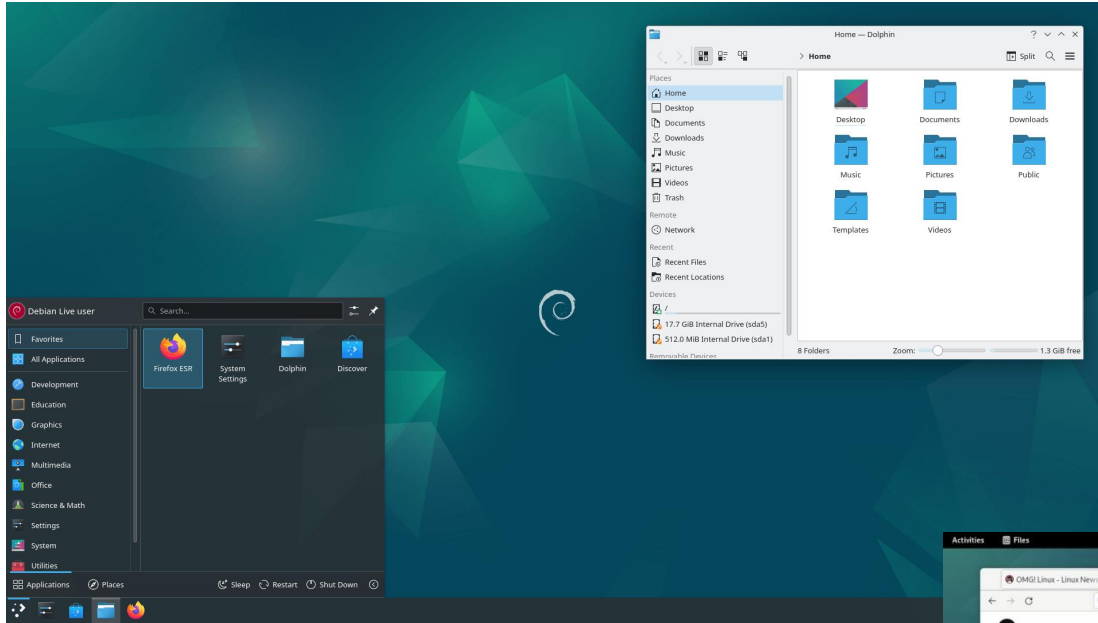 Home — Dolphin
Home
Split
Places
Home
Desktop
Documents
Downloads
Music
Pictures
Videos
Trash
Remote
Network
Recent
Recent Files
Recent Locations
Devices
/
17.7 GiB Internal Drive (sda5)
512.0 MiB Internal Drive (sda1)
Removable Devices
Desktop
Documents
Downloads
Music
Pictures
Public
Templates
Videos
8 Folders
Zoom:
1.3 GiB free
Debian Live user
Search...
Favorites
All Applications
Development
Education
Graphics
Internet
Multimedia
Office
Science & Math
Settings
System
Utilities
Firefox ESR
System
Settings
Dolphin
Discover
Applications
Places
Sleep
Restart
Shut Down
Activities
Files
OMG! Linux - Linux New